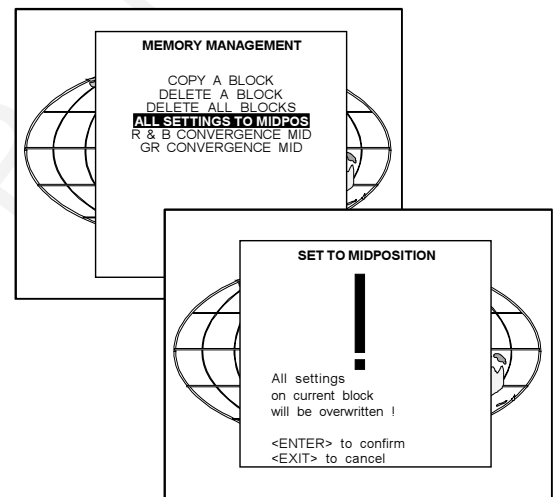 MEMORY MANAGEMENT
COPY A BLOCK
DELETE A BLOCK
DELETE ALL BLOCKS
ALL SETTINGS TO MIDPOS
R & B CONVERGENCE MID
GR CONVERGENCE MID
SET TO MIDPOSITION
!
All settings
on current block
will be overwritten !
<ENTER> to confirm
<EXIT> to cancel